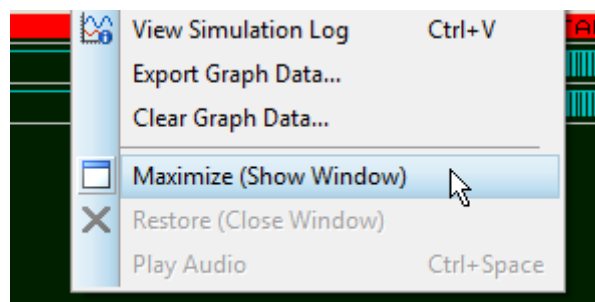 View Simulation Log Ctrl+V
Export Graph Data...
Clear Graph Data...
Maximize (Show Window)
Restore (Close Window)
Play Audio Ctrl+Space